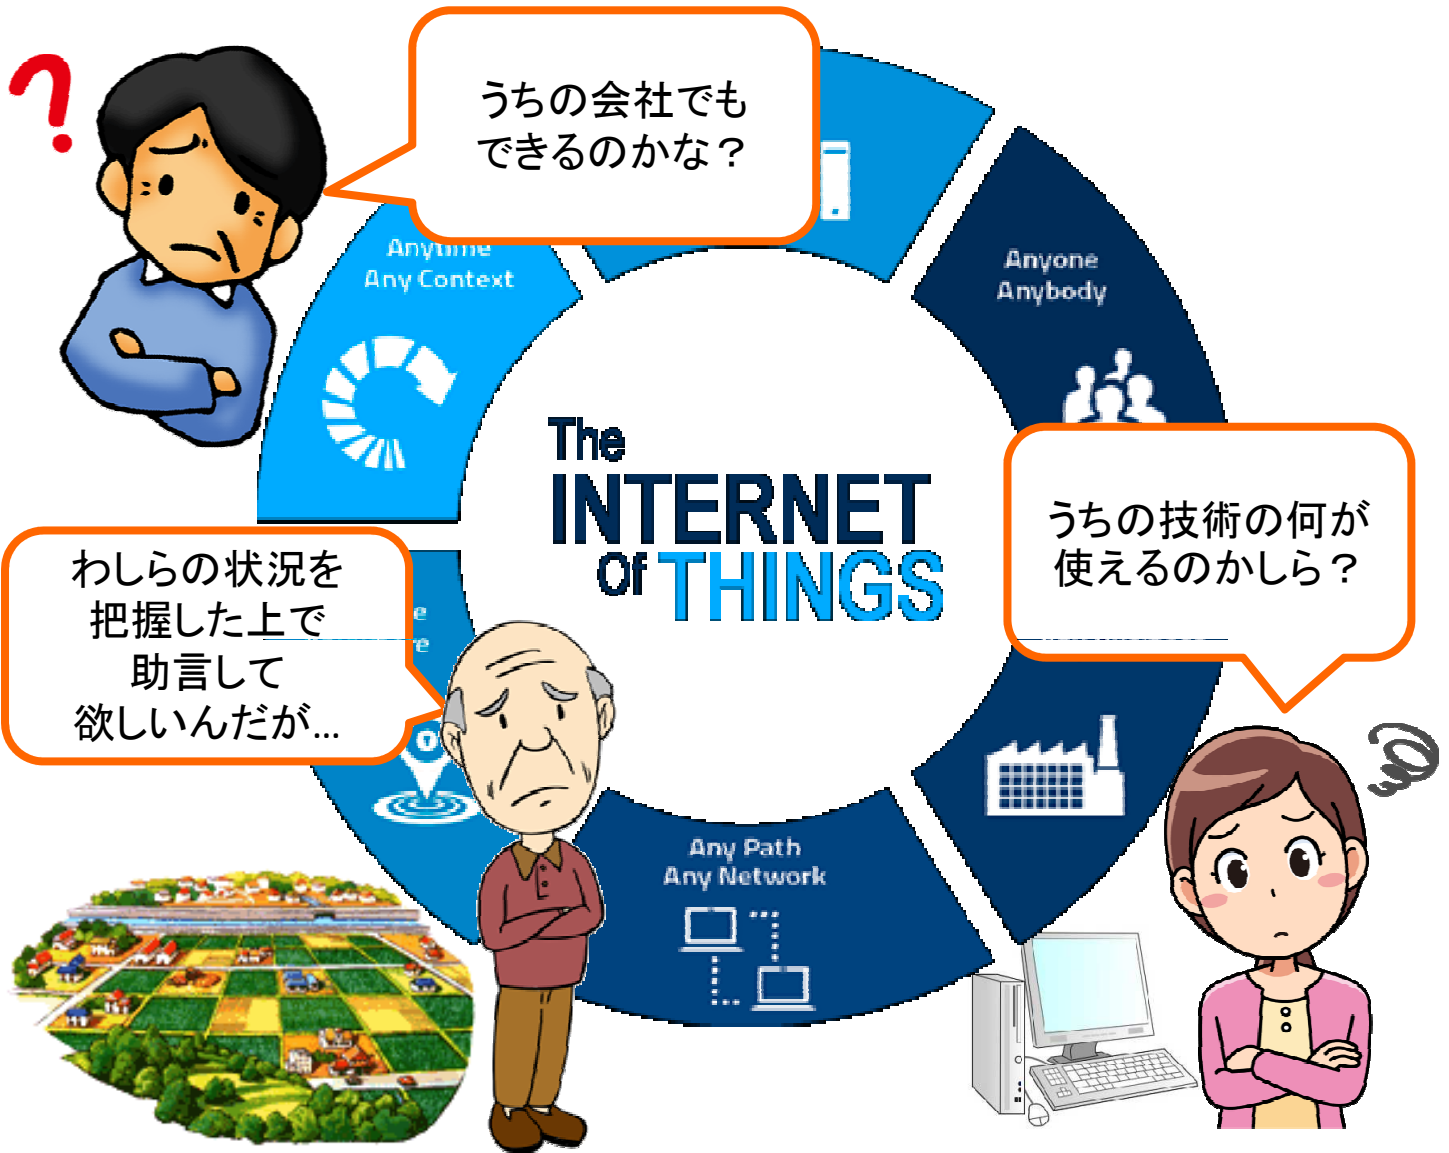 うちの会社でも
できるのかな？
Anytime
Any Context
Anyone
Anybody
The
INTERNET
Of THINGS
うちの技術の何が
使えるのかしら？
わしらの状況を
把握した上で
助言して
欲しいんだが...
Any Path
Any Network